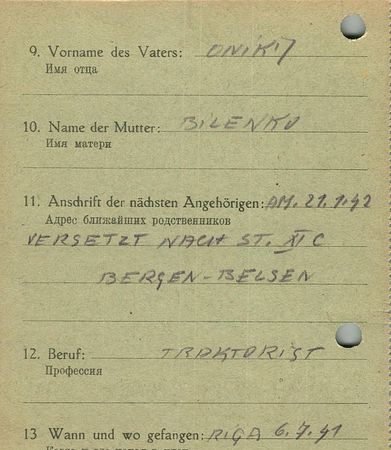 9. Vorname des Vaters: ONIKIJ
Имя отца
10. Name der Mutter: BILENKO
Имя матери
11. Anschrift der nächsten Angehörigen: AM. 21.1.42
Адрес ближайших родственников
VERSETZT NACH ST. XI C
BERGEN-BELSEN
12. Beruf: TRAKTORIST
Профессия
13 Wann und wo gefangen: RIGA 6.7.41